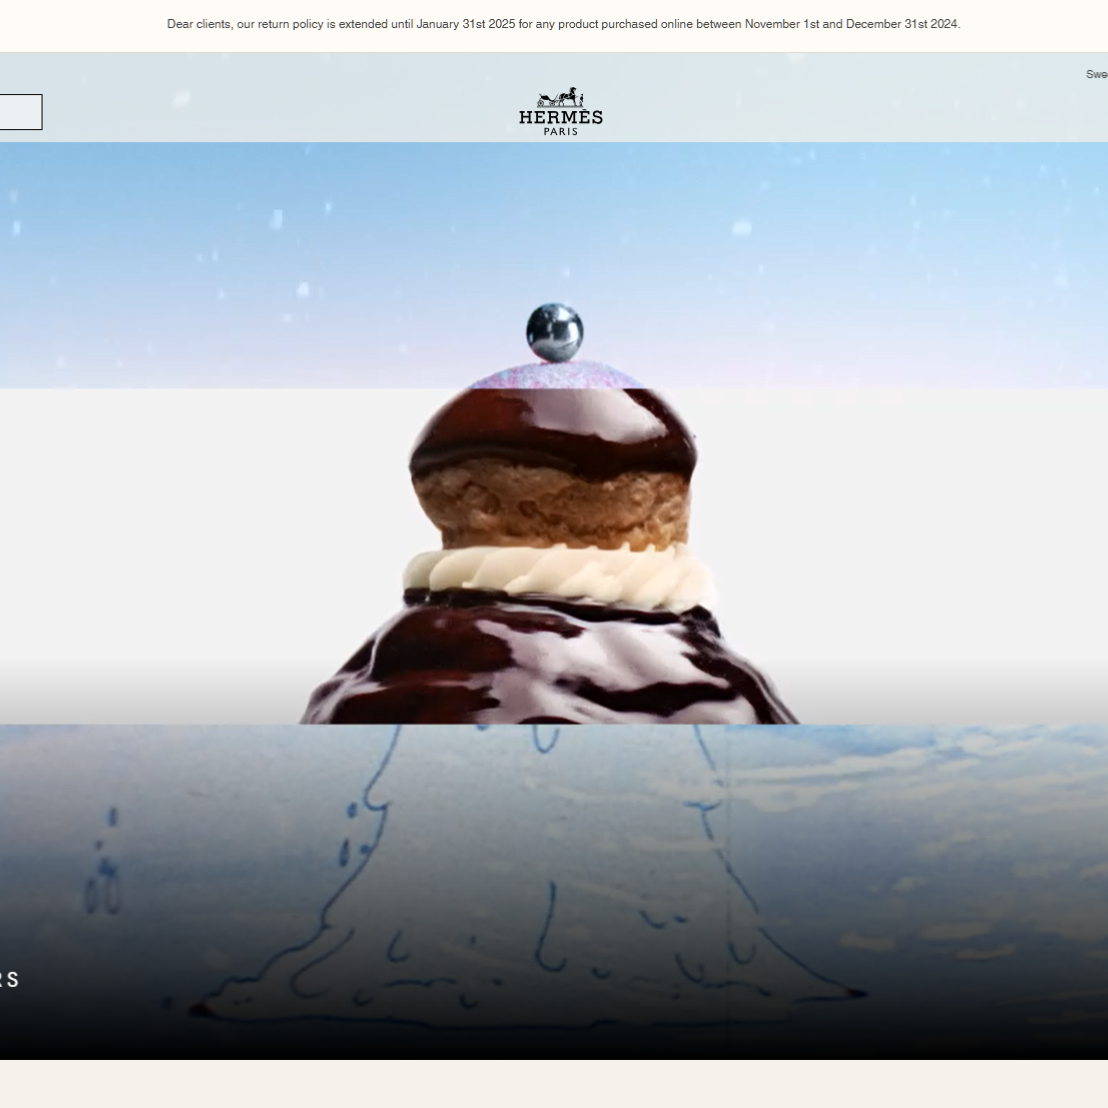 Dear clients, our return policy is extended until January 31st 2025 for any product purchased online between November 1st and December 31st 2024.
Swe
HERMÈS
PARIS
RS